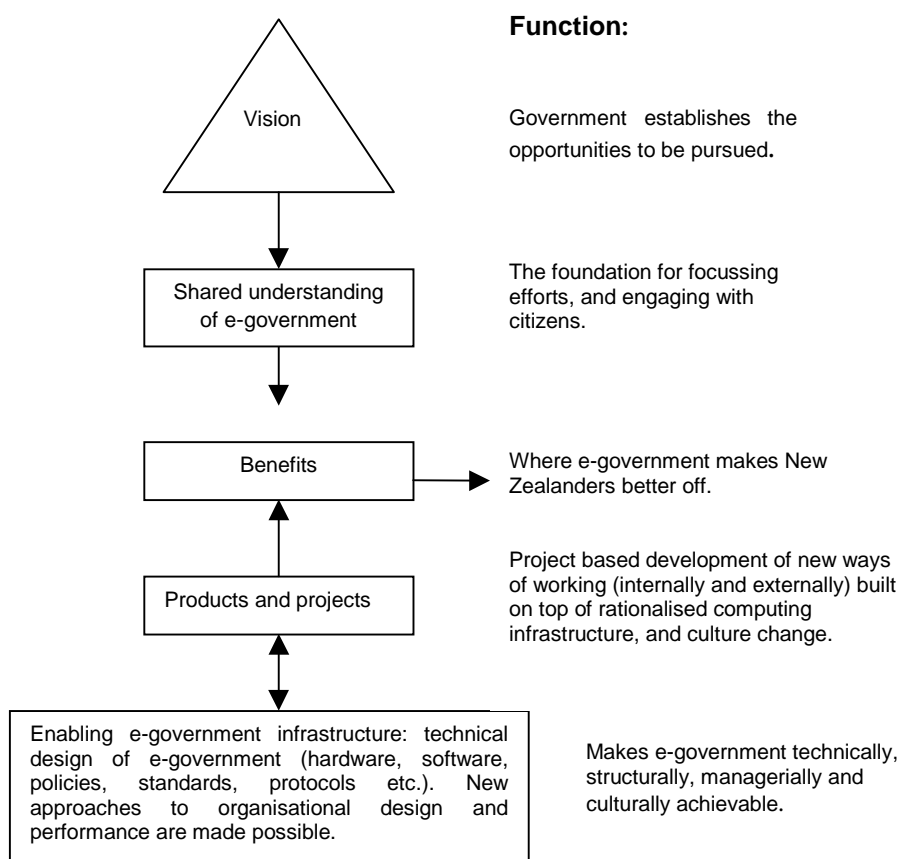 Function:
Vision
Government establishes the
opportunities to be pursued.
Shared understanding
of e-government
The foundation for focussing
efforts, and engaging with
citizens.
Benefits
Where e-government makes New
Zealanders better off.
Products and projects
Project based development of new ways
of working (internally and externally) built
on top of rationalised computing
infrastructure, and culture change.
Enabling e-government infrastructure: technical
design of e-government (hardware, software,
policies, standards, protocols etc.). New
approaches to organisational design and
performance are made possible.
Makes e-government technically,
structurally, managerially and
culturally achievable.